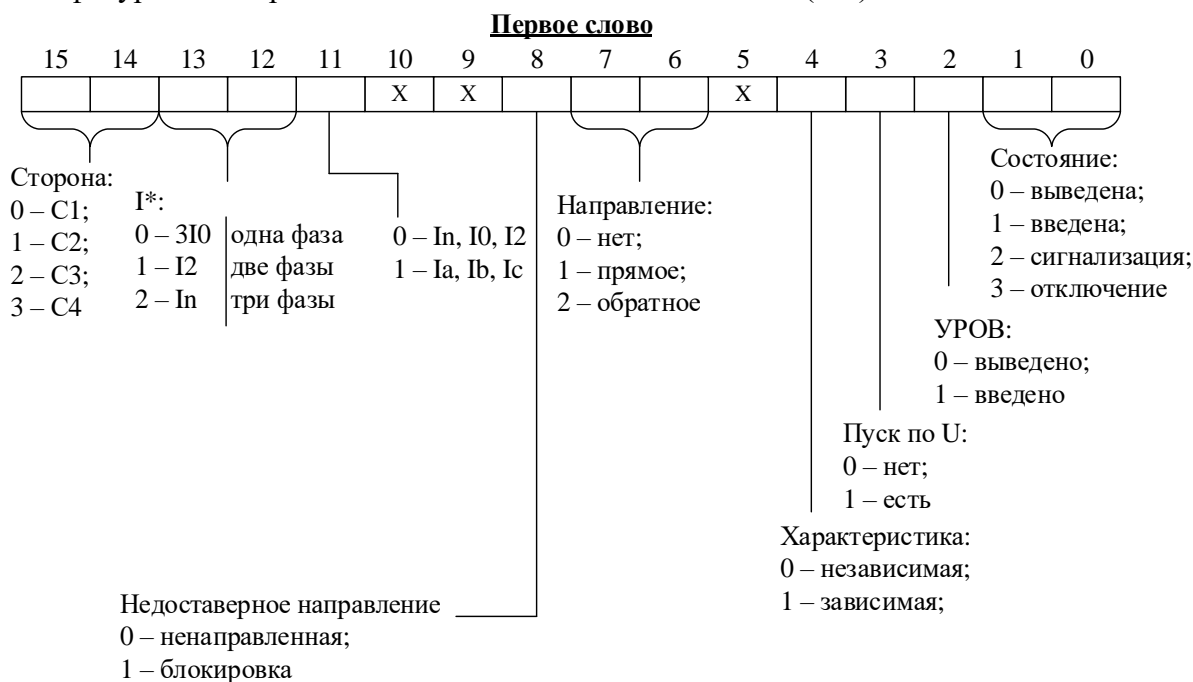 Первое слово
15 14 13 12 11 10 9 8 7 6 5 4 3 2 1 0
X X X
Сторона:
0 – C1;
1 – C2;
2 – C3;
3 – C4
I*:
0 – 3I0 одна фаза
1 – I2 две фазы
2 – In три фазы
0 – In, I0, I2
1 – Ia, Ib, Ic
Направление:
0 – нет;
1 – прямое;
2 – обратное
Состояние:
0 – выведена;
1 – введена;
2 – сигнализация;
3 – отключение
УРОВ:
0 – выведено;
1 – введено
Пуск по U:
0 – нет;
1 – есть
Характеристика:
0 – независимая;
1 – зависимая;
Недоставерное направление
0 – ненаправленная;
1 – блокировка